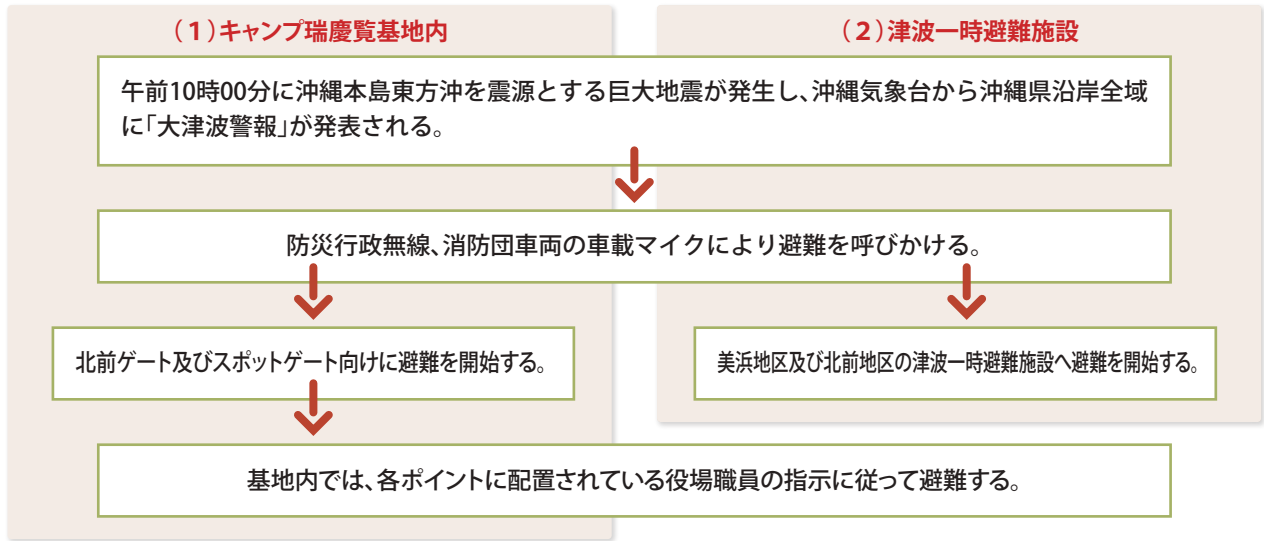 （1）キャンプ瑞慶覧基地内
（2）津波一時避難施設
午前10時00分に沖縄本島東方沖を震源とする巨大地震が発生し、沖縄気象台から沖縄県沿岸全域
に「大津波警報」が発表される。
防災行政無線、消防団車両の車載マイクにより避難を呼びかける。
北前ゲート及びスポットゲート向けに避難を開始する。
美浜地区及び北前地区の津波一時避難施設へ避難を開始する。
基地内では、各ポイントに配置されている役場職員の指示に従って避難する。